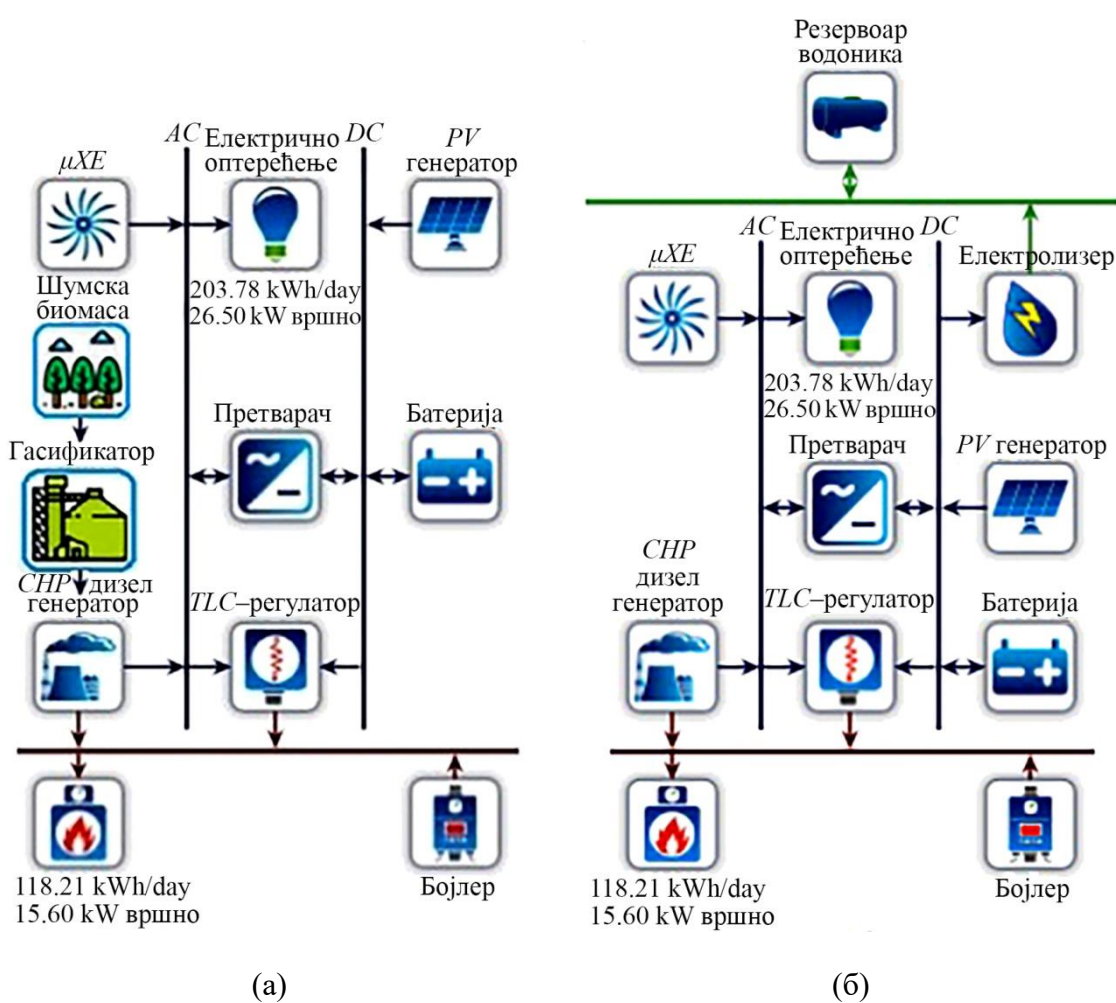 AC
Електрично
оптерећење
DC
PV
генератор
μXE
203.78 kWh/day
26.50 kW вршно
Шумска
биомаса
Претварач
Батерија
Гасификатор
CHP дизел
генератор
TLC–регулатор
118.21 kWh/day
15.60 kW вршно
Бојлер
(а)
Резервоар
водоника
AC
Електрично
оптерећење
DC
μXE
Електролизер
203.78 kWh/day
26.50 kW вршно
Претварач
PV генератор
CHP
дизел
генератор
TLC–регулатор
Батерија
118.21 kWh/day
15.60 kW вршно
Бојлер
(б)